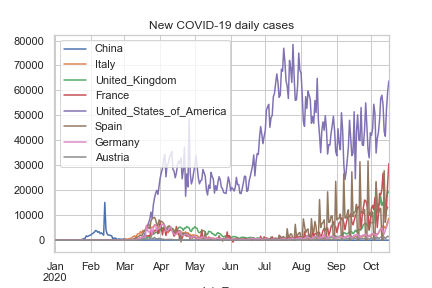 New COVID-19 daily cases
80000
70000
60000
50000
40000
30000
20000
10000
0
China
Italy
United_Kingdom
France
United_States_of_America
Spain
Germany
Austria
Jan Feb Mar Apr May Jun Jul Aug Sep Oct
2020